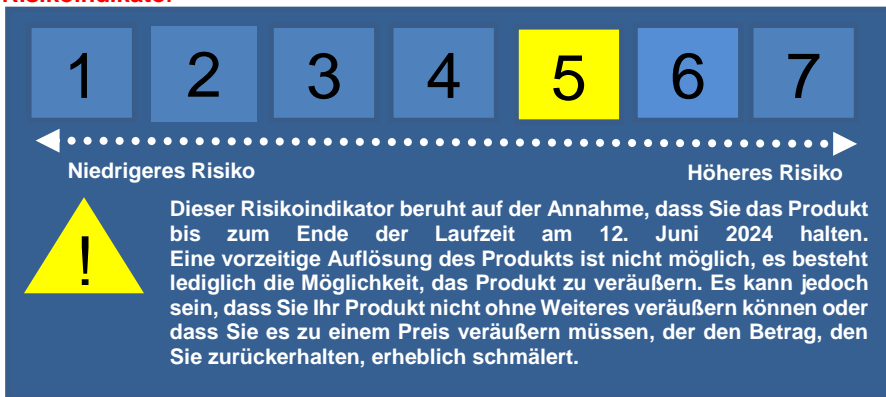 Risikoindikator
1 2 3 4 5 6 7
Niedrigeres Risiko Höheres Risiko
!
Dieser Risikoindikator beruht auf der Annahme, dass Sie das Produkt
bis zum Ende der Laufzeit am 12. Juni 2024 halten.
Eine vorzeitige Auflösung des Produkts ist nicht möglich, es besteht
lediglich die Möglichkeit, das Produkt zu veräußern. Es kann jedoch
sein, dass Sie Ihr Produkt nicht ohne Weiteres veräußern können oder
dass Sie es zu einem Preis veräußern müssen, der den Betrag, den
Sie zurückerhalten, erheblich schmälert.